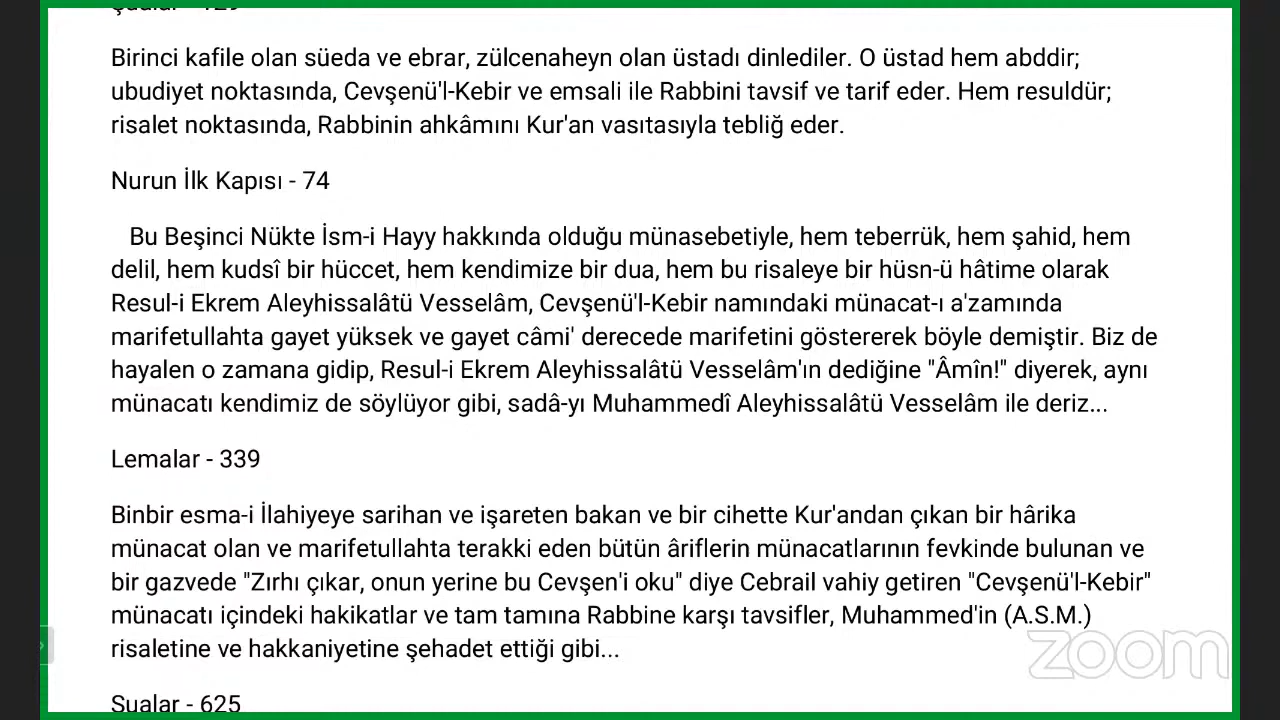 Şualar - 129
Birinci kafile olan süeda ve ebrar, zülcenaheyn olan üstadı dinlediler. O üstad hem abddir;
ubudiyet noktasında, Cevşenü'l-Kebir ve emsali ile Rabbini tavsif ve tarif eder. Hem resuldür;
risalet noktasında, Rabbinin ahkâmını Kur'an vasıtasıyla tebliğ eder.
Nurun İlk Kapısı - 74
Bu Beşinci Nükte İsm-i Hayy hakkında olduğu münasebetiyle, hem teberrük, hem şahid, hem
delil, hem kudsî bir hüccet, hem kendimize bir dua, hem bu risaleye bir hüsn-ü hâtime olarak
Resul-i Ekrem Aleyhissalâtü Vesselâm, Cevşenü'l-Kebir namındaki münacat-ı a'zamında
marifetullahta gayet yüksek ve gayet câmi' derecede marifetini göstererek böyle demiştir. Biz de
hayalen o zamana gidip, Resul-i Ekrem Aleyhissalâtü Vesselâm'ın dediğine "Âmîn!" diyerek, aynı
münacatı kendimiz de söylüyor gibi, sadâ-yı Muhammedî Aleyhissalâtü Vesselâm ile deriz...
Lemalar - 339
Binbir esma-i İlahiyeye sarihan ve işareten bakan ve bir cihette Kur'andan çıkan bir hârika
münacat olan ve marifetullahta terakki eden bütün âriflerin münacatlarının fevkinde bulunan ve
bir gazvede "Zırhı çıkar, onun yerine bu Cevşen'i oku" diye Cebrail vahiy getiren "Cevşenü'l-Kebir"
münacatı içindeki hakikatlar ve tam tamına Rabbine karşı tavsifler, Muhammed'in (A.S.M.)
risaletine ve hakkaniyetine şehadet ettiği gibi...
zoom
Şualar - 625